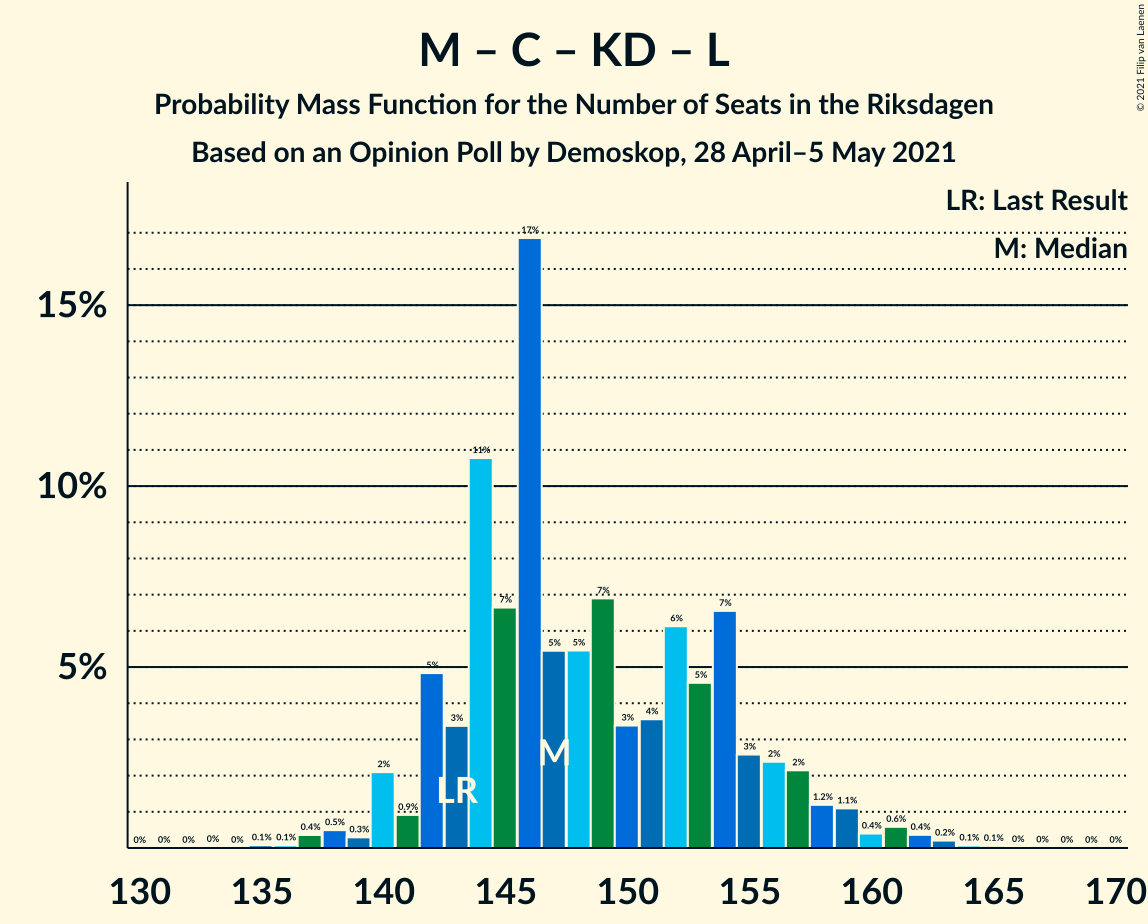 M – C – KD – L
Probability Mass Function for the Number of Seats in the Riksdagen
Based on an Opinion Poll by Demoskop, 28 April–5 May 2021
© 2021 Filip van Laenen
LR: Last Result
M: Median
15%
10%
5%
0% 0% 0% 0% 0% 0.1% 0.1% 0.4% 0.5% 0.3% 2% 0.9% 5% 3% 11% 7% 17% 5% 5% 7% 3% 4% 6% 5% 7% 3% 2% 2% 1.2% 1.1% 0.4% 0.6% 0.4% 0.2% 0.1% 0.1% 0% 0% 0% 0% 0%
LR
M
130 135 140 145 150 155 160 165 170